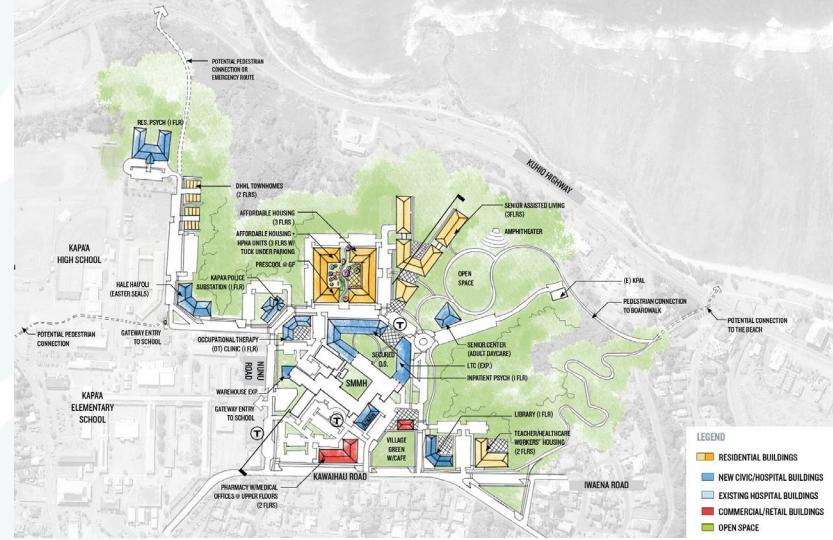 POTENTIAL PEDESTRIAN
CONNECTION OR
EMERGENCY ROUTE
RES. PSYCH (1 FLR)
DHHL TOWNHOMES
(2 FLRS)
AFFORDABLE HOUSING
(3 FLRS )
AFFORDABLE HOUSING +
HPHA UNITS (3 FLRS W/
TUCK UNDER PARKING
PRESCOOL @ GF
KUHIO HIGHWAY
SENIOR ASSISTED LIVING
(3FLRS)
AMPHITHEATER
OPEN
SPACE
KAPA'A
HIGH SCHOOL
HALE HAU'OLI
(EASTER SEALS)
KAPA'A POLICE
SUBSTATION (1 FLR)
(E) KPAL
PEDESTRIAN CONNECTION
TO BOARDWALK
POTENTIAL CONNECTION
TO THE BEACH
POTENTIAL PEDESTRIAN
CONNECTION
GATEWAY ENTRY
TO SCHOOL
OCCUPATIONAL THERAPY
(OT) CLINIC (1 FLR)
NUNU
ROAD
T
SECURED
O.S.
SENIOR CENTER
(ADULT DAYCARE)
LTC (EXP.)
INPATIENT PSYCH (1 FLR)
SMMH
WAREHOUSE EXP.
KAPA'A
ELEMENTARY
SCHOOL
GATEWAY ENTRY
TO SCHOOL
T
T
LIBRARY (1 FLR)
TEACHER/HEALTHCARE
WORKERS' HOUSING
(2 FLRS)
VILLAGE
GREEN
W/CAFE
PHARMACY W/MEDICAL
OFFICES @ UPPER FLOORS
(2 FLRS)
KAWAIHAU ROAD
IWAENA ROAD
LEGEND
RESIDENTIAL BUILDINGS
NEW CIVIC/HOSPITAL BUILDINGS
EXISTING HOSPITAL BUILDINGS
COMMERCIAL/RETAIL BUILDINGS
OPEN SPACE